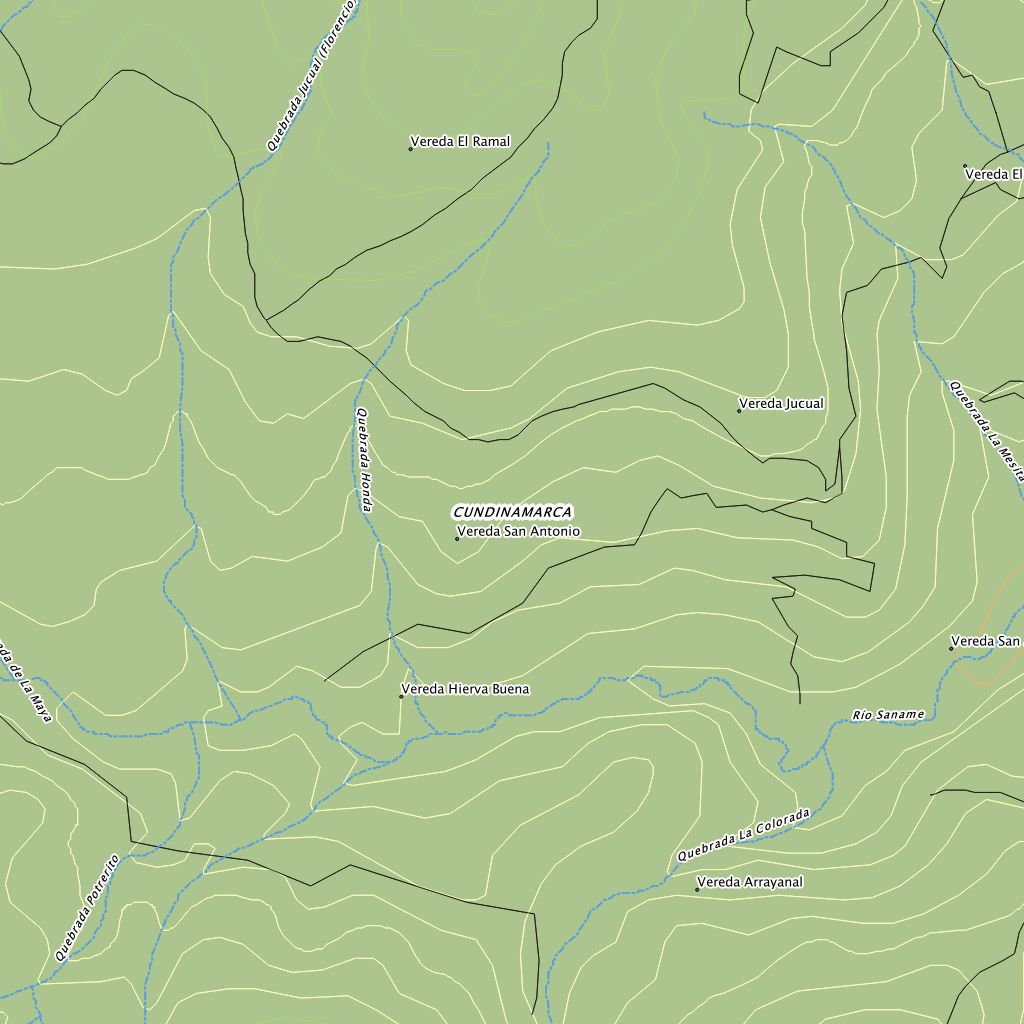 Quebrada Jucual (Florencio)
Vereda El Ramal
Vereda El
Quebrada La Mesita
Vereda Jucual
Quebrada Honda
CUNDINAMARCA
Vereda San Antonio
Vereda San
de La Maya
Vereda Hierva Buena
Río Saname
Quebrada La Colorada
Quebrada Potrerito
Vereda Arrayanal